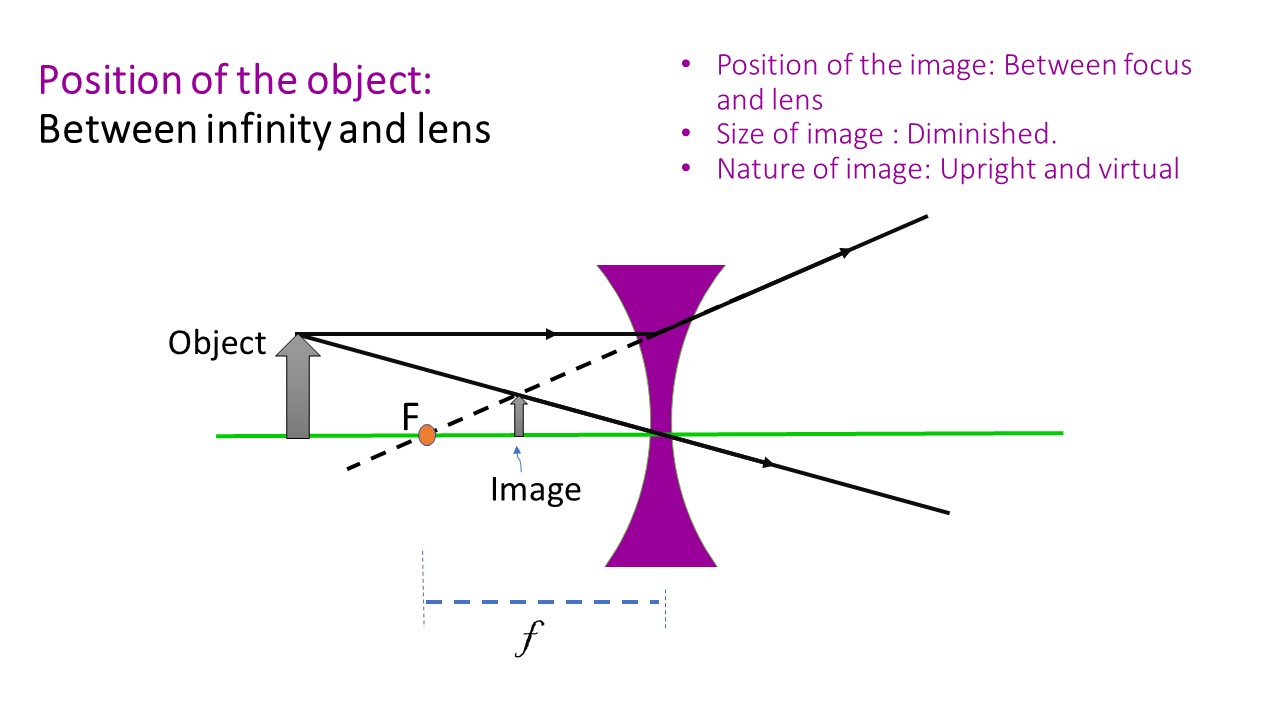 Position of the object:
Between infinity and lens
• Position of the image: Between focus
and lens
• Size of image : Diminished.
• Nature of image: Upright and virtual
Object
F
Image
f